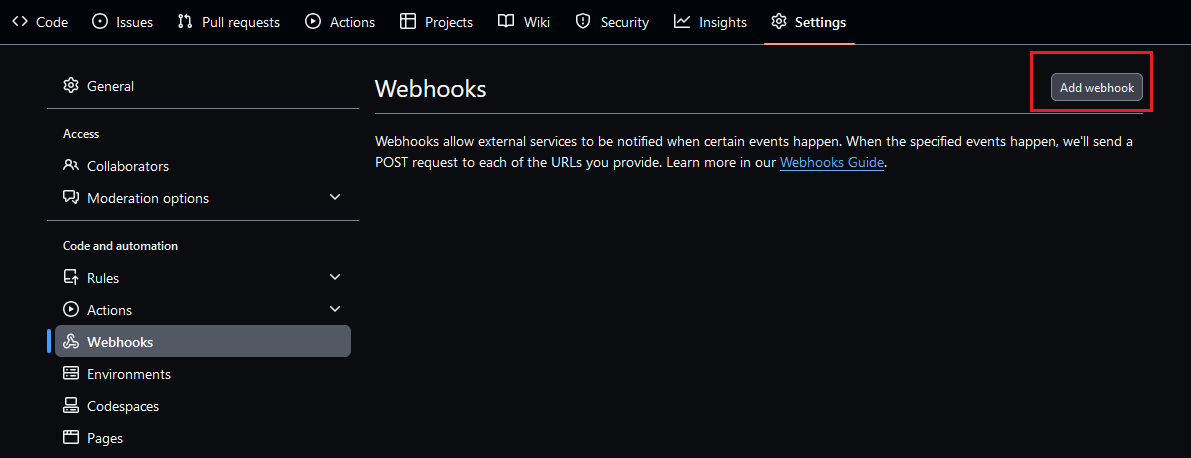 Code Issues Pull requests Actions Projects Wiki Security Insights Settings
General
Access
Collaborators
Moderation options
Code and automation
Rules
Actions
Webhooks
Environments
Codespaces
Pages
Webhooks
Add webhook
Webhooks allow external services to be notified when certain events happen. When the specified events happen, we'll send a
POST request to each of the URLs you provide. Learn more in our Webhooks Guide.